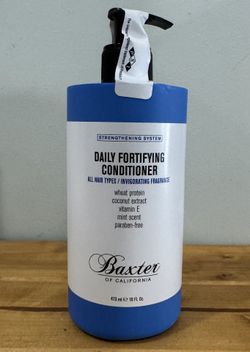 STRENGTHENING SYSTEM
DAILY FORTIFYING
CONDITIONER
ALL HAIR TYPES / INVIGORATING FRAGRANCE
wheat protein
coconut extract
vitamin E
mint scent
paraben-free
Baxter
OF CALIFORNIA
473 ml e 16 FL Oz.